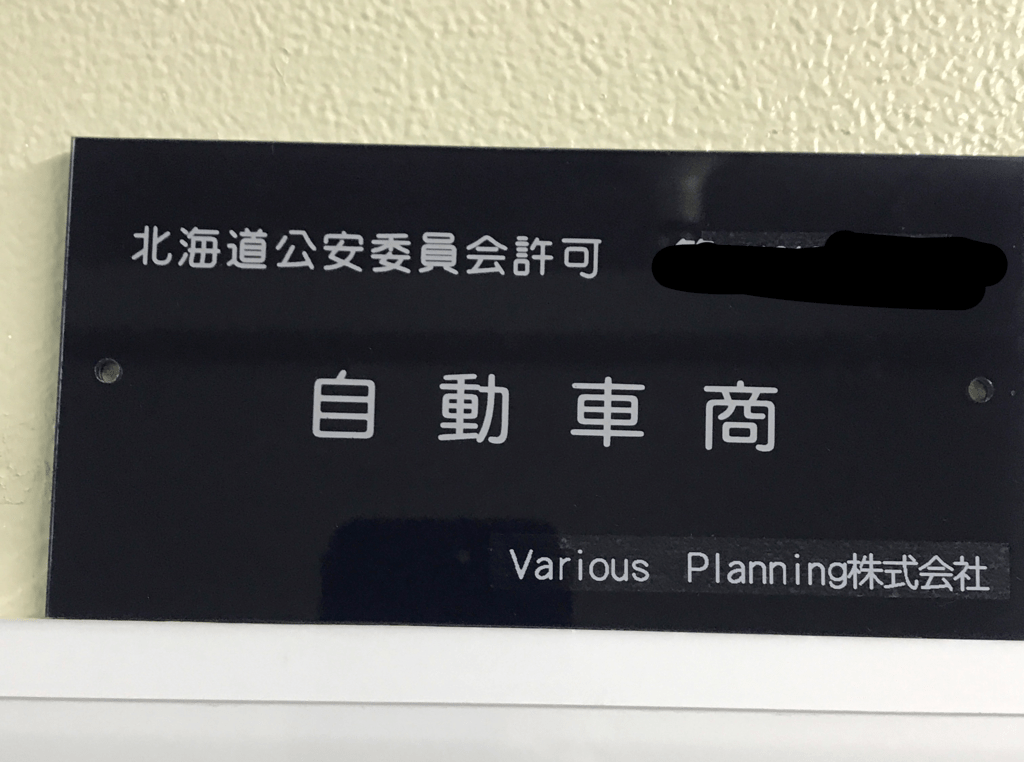 北海道公安委員会許可
自動車商
Various Planning株式会社